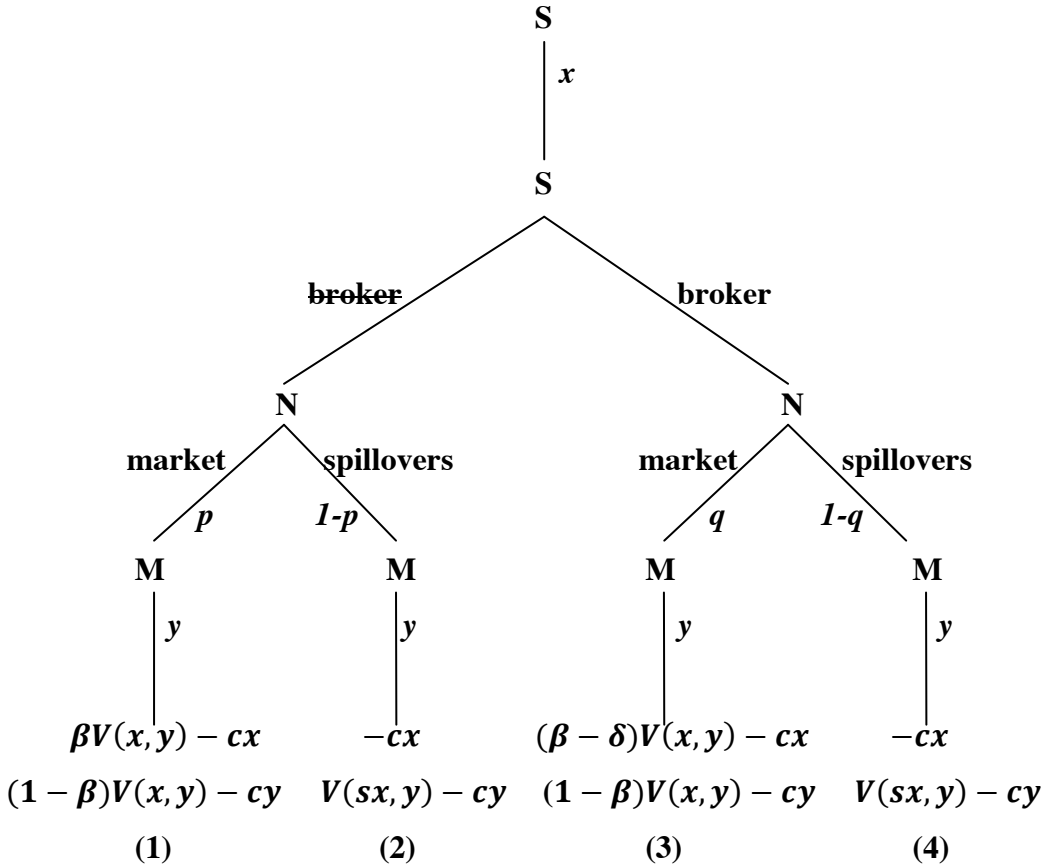 S
x
S
broker broker
N N
market spillovers market spillovers
p 1-p q 1-q
M M M M
y y y y
βV(x, y) − cx −cx (β − δ)V(x, y) − cx −cx
(1 − β)V(x, y) − cy V(sx, y) − cy (1 − β)V(x, y) − cy V(sx, y) − cy
(1) (2) (3) (4)